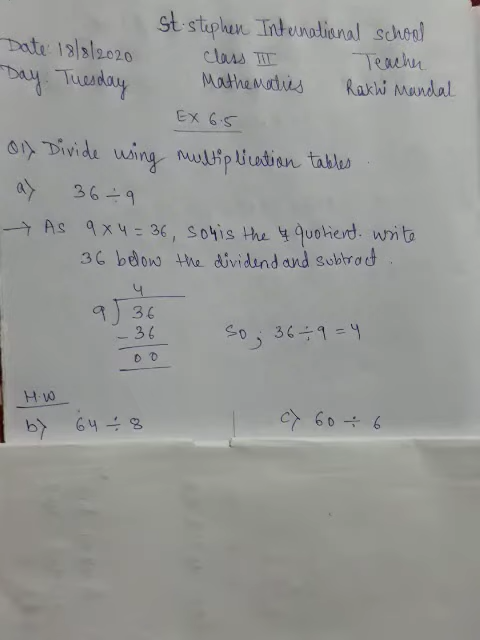 St. stephen International school
Date: 18/8/2020 Class III Teacher
Day: Tuesday Mathematics Rakhi Mandal
EX 6.5
Q1) Divide using multiplication tables.
a) 36 ÷ 9
→ As 9 × 4 = 36, so 4 is the quotient. write
36 below the dividend and subtract.
4
9 ) 36
- 36
00
So, 36 ÷ 9 = 4
H.W
b) 64 ÷ 8 c) 60 ÷ 6